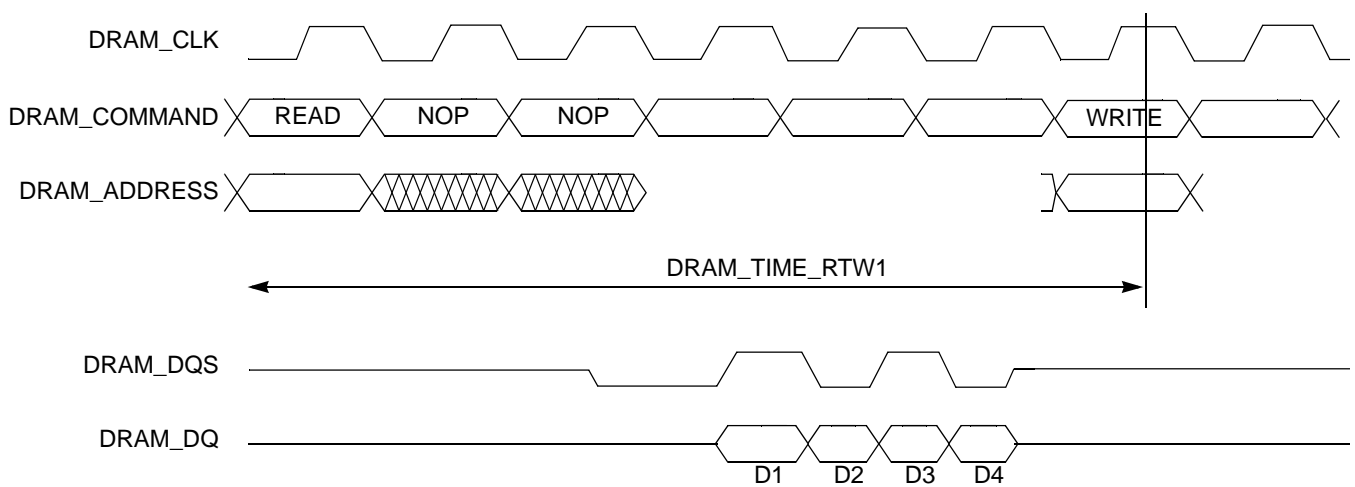 DRAM_CLK
DRAM_COMMAND READ NOP NOP WRITE
DRAM_ADDRESS
DRAM_TIME_RTW1
DRAM_DQS
DRAM_DQ
D1 D2 D3 D4